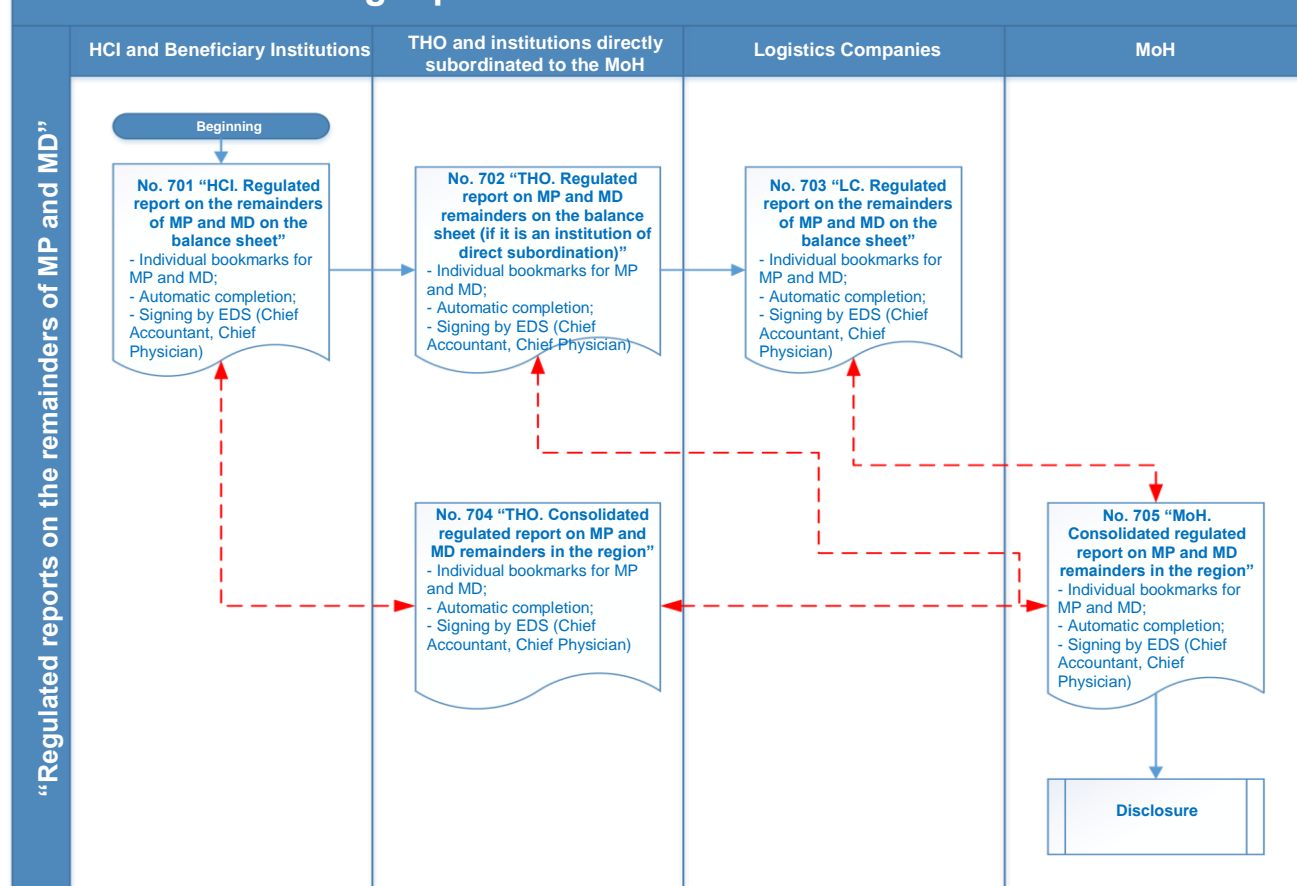 HCI and Beneficiary Institutions
THO and institutions directly
subordinated to the MoH
Logistics Companies
MoH
“Regulated reports on the remainders of MP and MD”
Beginning
No. 701 “HCI. Regulated
report on the remainders
of MP and MD on the
balance sheet”
- Individual bookmarks for
MP and MD;
- Automatic completion;
- Signing by EDS (Chief
Accountant, Chief
Physician)
No. 702 “THO. Regulated
report on MP and MD
remainders on the balance
sheet (if it is an institution of
direct subordination)”
- Individual bookmarks for MP
and MD;
- Automatic completion;
- Signing by EDS (Chief
Accountant, Chief Physician)
No. 703 “LC. Regulated
report on the remainders
of MP and MD on the
balance sheet”
- Individual bookmarks for
MP and MD;
- Automatic completion;
- Signing by EDS (Chief
Accountant, Chief
Physician)
No. 704 “THO. Consolidated
regulated report on MP and
MD remainders in the region”
- Individual bookmarks for MP
and MD;
- Automatic completion;
- Signing by EDS (Chief
Accountant, Chief Physician)
No. 705 “MoH.
Consolidated regulated
report on MP and MD
remainders in the region”
- Individual bookmarks for
MP and MD;
- Automatic completion;
- Signing by EDS (Chief
Accountant, Chief
Physician)
Disclosure